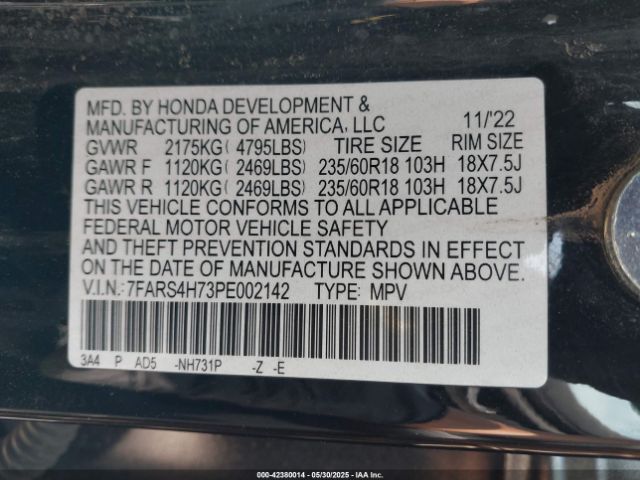 MFD. BY HONDA DEVELOPMENT &
MANUFACTURING OF AMERICA, LLC 11/'22
GVWR 2175KG( 4795LBS) TIRE SIZE RIM SIZE
GAWR F 1120KG( 2469LBS) 235/60R18 103H 18X7.5J
GAWR R 1120KG( 2469LBS) 235/60R18 103H 18X7.5J
THIS VEHICLE CONFORMS TO ALL APPLICABLE
FEDERAL MOTOR VEHICLE SAFETY
AND THEFT PREVENTION STANDARDS IN EFFECT
ON THE DATE OF MANUFACTURE SHOWN ABOVE.
V.I.N.:7FARS4H73PE002142 TYPE: MPV
3A4 P AD5 -NH731P -Z -E
000-42380014 | 05/30/2025 | IAA Inc.